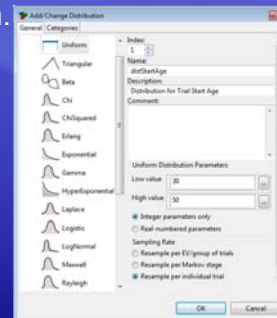 Add/Change Distribution
General Categories
Uniform
Triangular
Beta
Chi
ChiSquared
Erlang
Exponential
Gamma
HyperExponential
Laplace
Logistic
LogNormal
Maxwell
Rayleigh
Index:
1
Name:
distStartAge
Description:
Distribution for Trial Start Age
Comment:
Uniform Distribution Parameters
Low value 30 ...
High value 50 ...
Integer parameters only
Real-numbered parameters
Sampling Rate
Resample per EV/group of trials
Resample per Markov stage
Resample per individual trial
OK Cancel